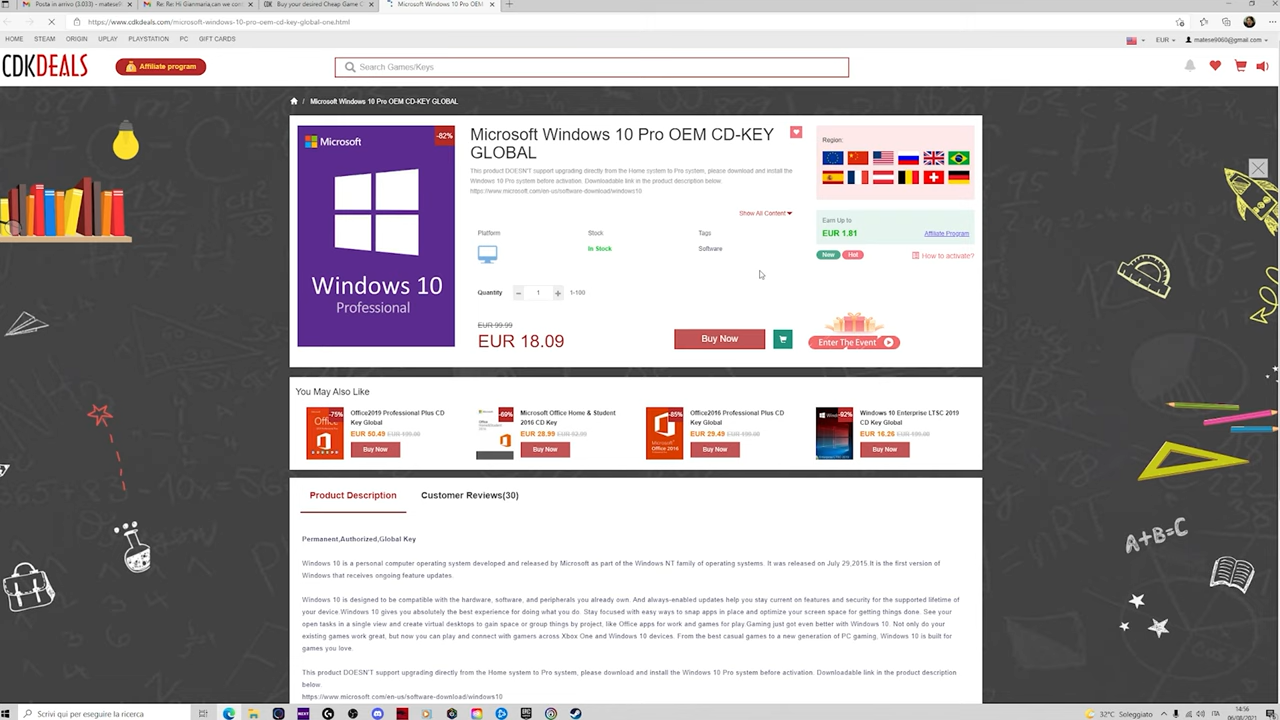 Posta in arrivo (3.033) - matesell
Re: Re: Hi Gianmaria,can we con
Buy your desired Cheap Game C
Microsoft Windows 10 Pro OEM
https://www.cdkdeals.com/microsoft-windows-10-pro-oem-cd-key-global-one.html
HOME STEAM ORIGIN UPLAY PLAYSTATION PC GIFT CARDS
EUR matese9060@gmail.com
CDKDEALS
Affiliate program
Search Games/Keys
/ Microsoft Windows 10 Pro OEM CD-KEY GLOBAL
Microsoft
-82%
Windows 10
Professional
Microsoft Windows 10 Pro OEM CD-KEY
GLOBAL
This product DOESN'T support upgrading directly from the Home system to Pro system, please download and install the
Windows 10 Pro system before activation. Downloadable link in the product description below.
https://www.microsoft.com/en-us/software-download/windows10
Show All Content
Platform Stock Tags
In Stock Software
Quantity − 1 + 1-100
EUR 99.99
EUR 18.09
Buy Now
Region:
Earn Up to
EUR 1.81 Affiliate Program
New Hot How to activate?
Enter The Event
You May Also Like
-75%
Office2019 Professional Plus CD
Key Global
EUR 50.49 EUR 199.99
Buy Now
-69%
Microsoft Office Home & Student
2016 CD Key
EUR 28.99
Buy Now
-85%
Office2016 Professional Plus CD
Key Global
EUR 29.49
Buy Now
-92%
Windows 10 Enterprise LTSC 2019
CD Key Global
EUR 16.26
Buy Now
Product Description Customer Reviews(30)
Permanent,Authorized,Global Key
Windows 10 is a personal computer operating system developed and released by Microsoft as part of the Windows NT family of operating systems. It was released on July 29,2015.It is the first version of
Windows that receives ongoing feature updates.
Windows 10 is designed to be compatible with the hardware, software, and peripherals you already own. And always-enabled updates help you stay current on features and security for the supported lifetime of
your device.Windows 10 gives you absolutely the best experience for doing what you do. Stay focused with easy ways to snap apps in place and optimize your screen space for getting things done. See your
open tasks in a single view and create virtual desktops to gain space or group things by project, like Office apps for work and games for play Gaming just got even better with Windows 10. Not only do your
existing games work great, but now you can play and connect with gamers across Xbox One and Windows 10 devices. From the best casual games to a new generation of PC gaming, Windows 10 is built for
games you love.
This product DOESN'T support upgrading directly from the Home system to Pro system, please download and install the Windows 10 Pro system before activation. Downloadable link in the product description
below.
https://www.microsoft.com/en-us/software-download/windows10
A+B=C
Scrivi qui per eseguire la ricerca
32°C Soleggiato
ITA
14:56
06/08/2021